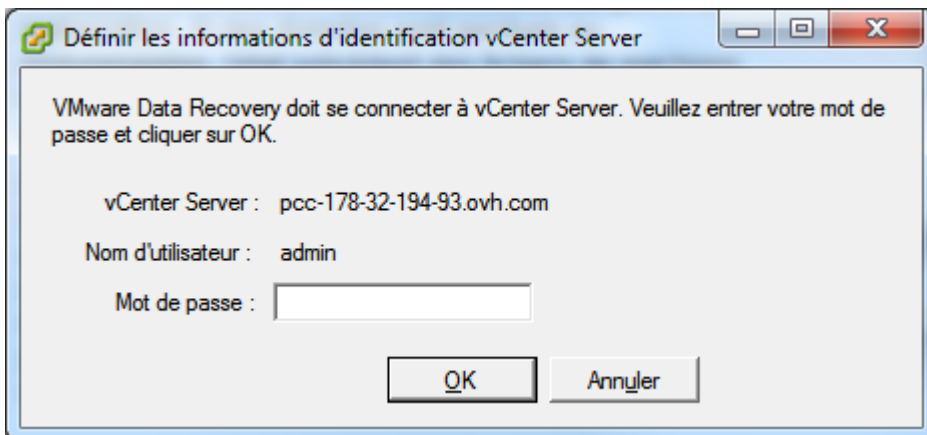 Définir les informations d'identification vCenter Server
VMware Data Recovery doit se connecter à vCenter Server. Veuillez entrer votre mot de
passe et cliquer sur OK.
vCenter Server : pcc-178-32-194-93.ovh.com
Nom d'utilisateur : admin
Mot de passe :
OK Annuler